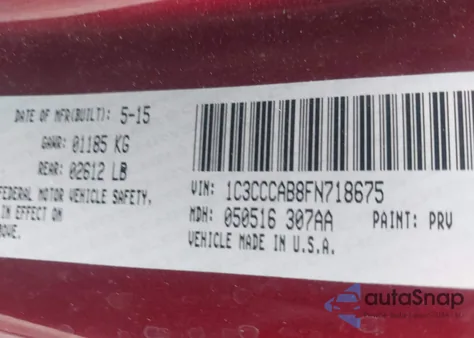 DATE OF MFR(BUILT): 5-15
GAWR: 01185 KG
REAR: 02612 LB
FEDERAL MOTOR VEHICLE SAFETY,
IN EFFECT ON
OVE.
VIN: 1C3CCCAB8FN718675
MDH: 050516 307AA PAINT: PRV
VEHICLE MADE IN U.S.A.
autoSnap